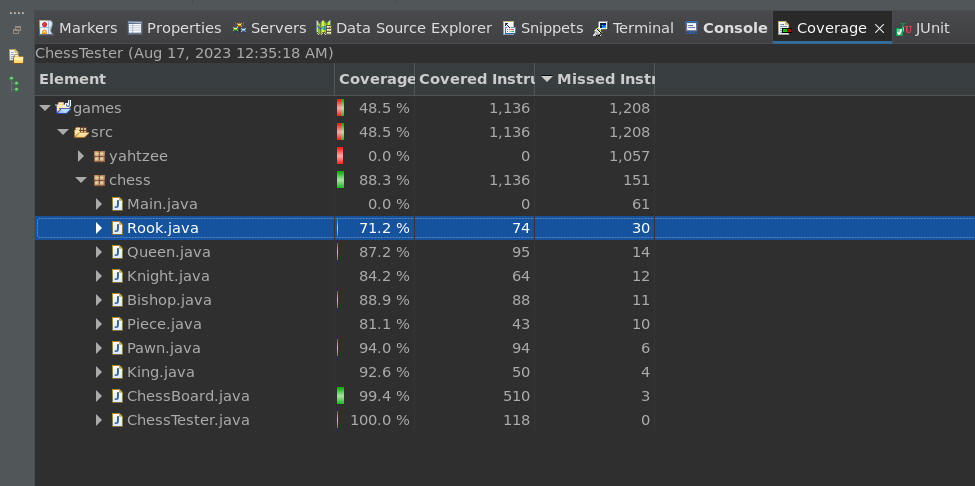 Markers Properties Servers Data Source Explorer Snippets Terminal Console Coverage JUnit
ChessTester (Aug 17, 2023 12:35:18 AM)
Element Coverage Covered Instru Missed Instr
games 48.5 % 1,136 1,208
src 48.5 % 1,136 1,208
yahtzee 0.0 % 0 1,057
chess 88.3 % 1,136 151
Main.java 0.0 % 0 61
Rook.java 71.2 % 74 30
Queen.java 87.2 % 95 14
Knight.java 84.2 % 64 12
Bishop.java 88.9 % 88 11
Piece.java 81.1 % 43 10
Pawn.java 94.0 % 94 6
King.java 92.6 % 50 4
ChessBoard.java 99.4 % 510 3
ChessTester.java 100.0 % 118 0